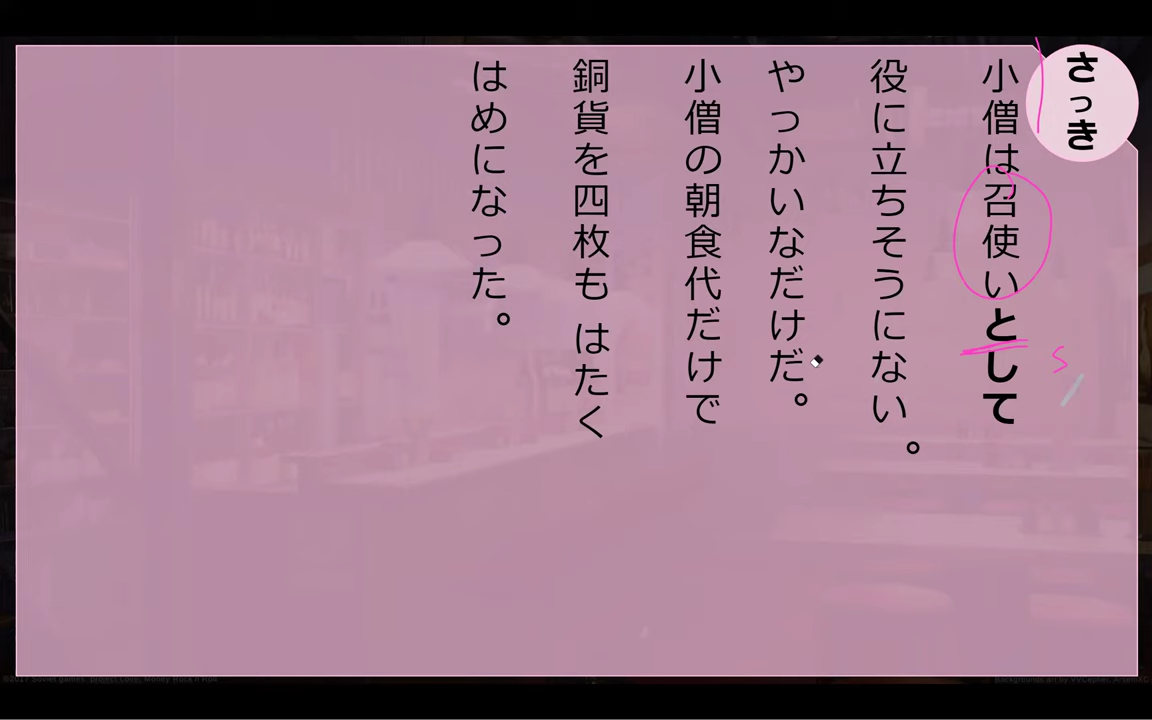 さっき
小僧は召使いとして
役に立ちそうにない。
やっかいなだけだ。
小僧の朝食代だけで
銅貨を四枚も はたく
はめになった。
s